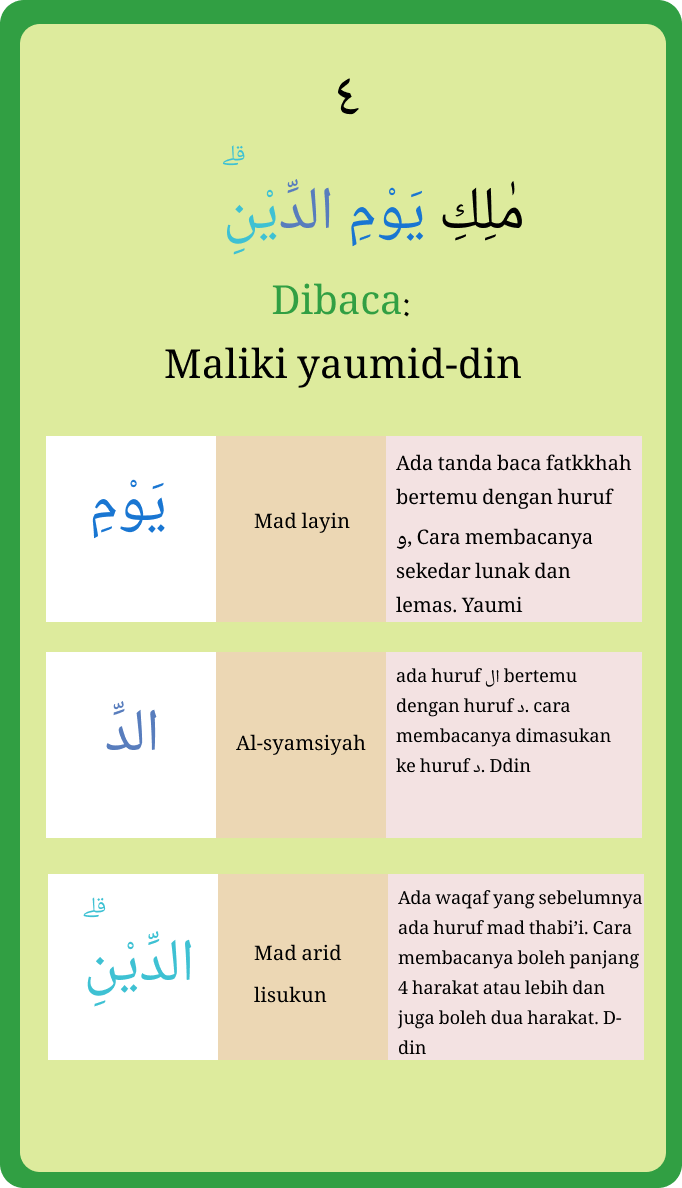 ٤
مٰلِكِ يَوْمِ الدِّيْنِۗ
Dibaca:
Maliki yaumid-din
يَوْمِ
Mad layin
Ada tanda baca fatkkhah
bertemu dengan huruf
و, Cara membacanya
sekedar lunak dan
lemas. Yaumi
الدِّ
Al-syamsiyah
ada huruf ال bertemu
dengan huruf د. cara
membacanya dimasukan
ke huruf د. Ddin
الدِّيْنِۗ
Mad arid
lisukun
Ada waqaf yang sebelumnya
ada huruf mad thabi’i. Cara
membacanya boleh panjang
4 harakat atau lebih dan
juga boleh dua harakat. D-
din